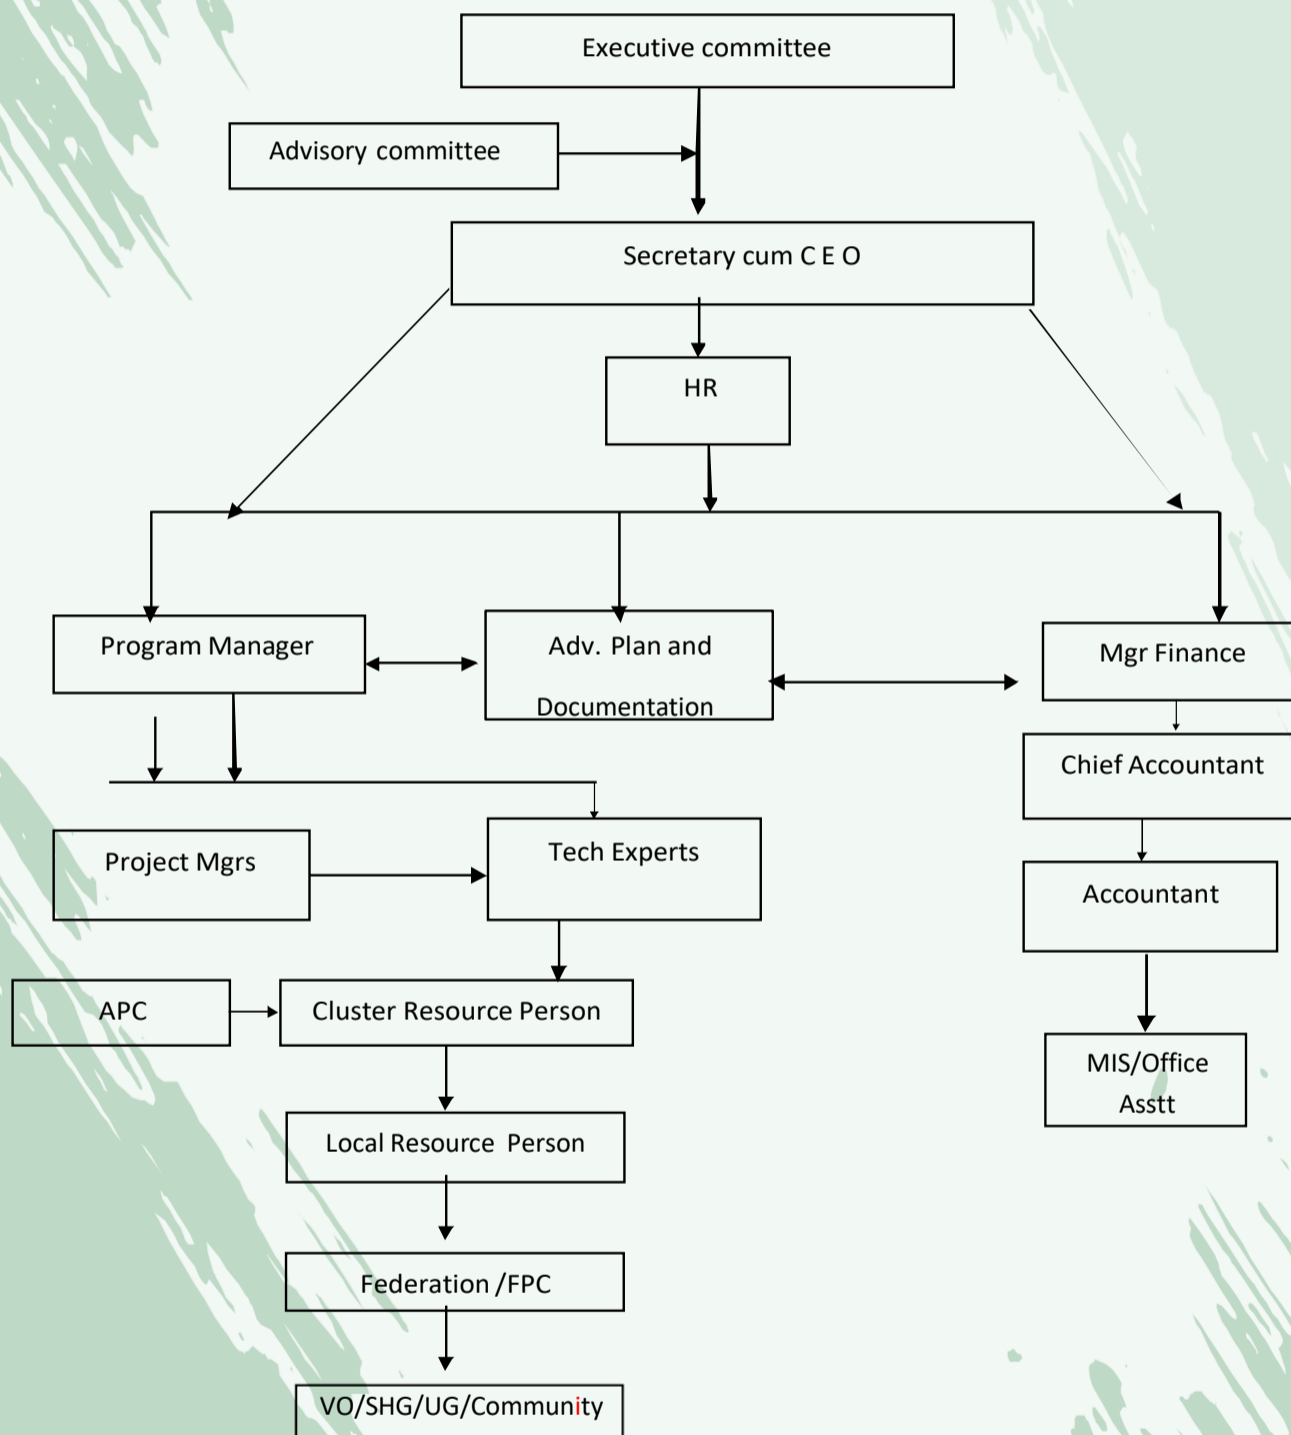 Executive committee
Advisory committee
Secretary cum C E O
HR
Program Manager
Adv. Plan and
Documentation
Mgr Finance
Chief Accountant
Project Mgrs
Tech Experts
Accountant
APC
Cluster Resource Person
MIS/Office
Asstt
Local Resource Person
Federation /FPC
VO/SHG/UG/Community